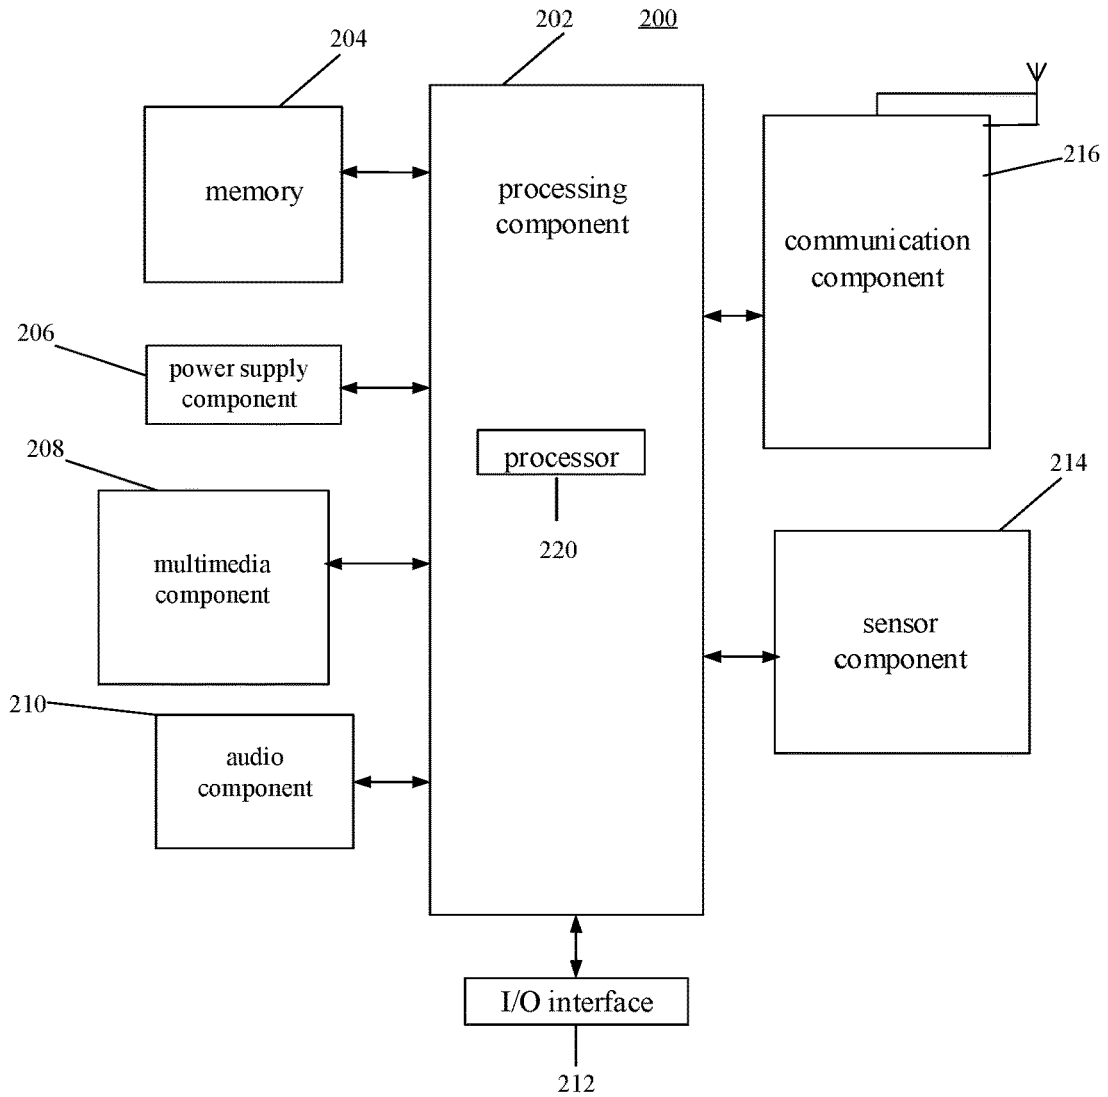 202
200
204
216
memory
processing
component
communication
component
206
power supply
component
208
processor
214
220
multimedia
component
sensor
component
210
audio
component
I/O interface
212